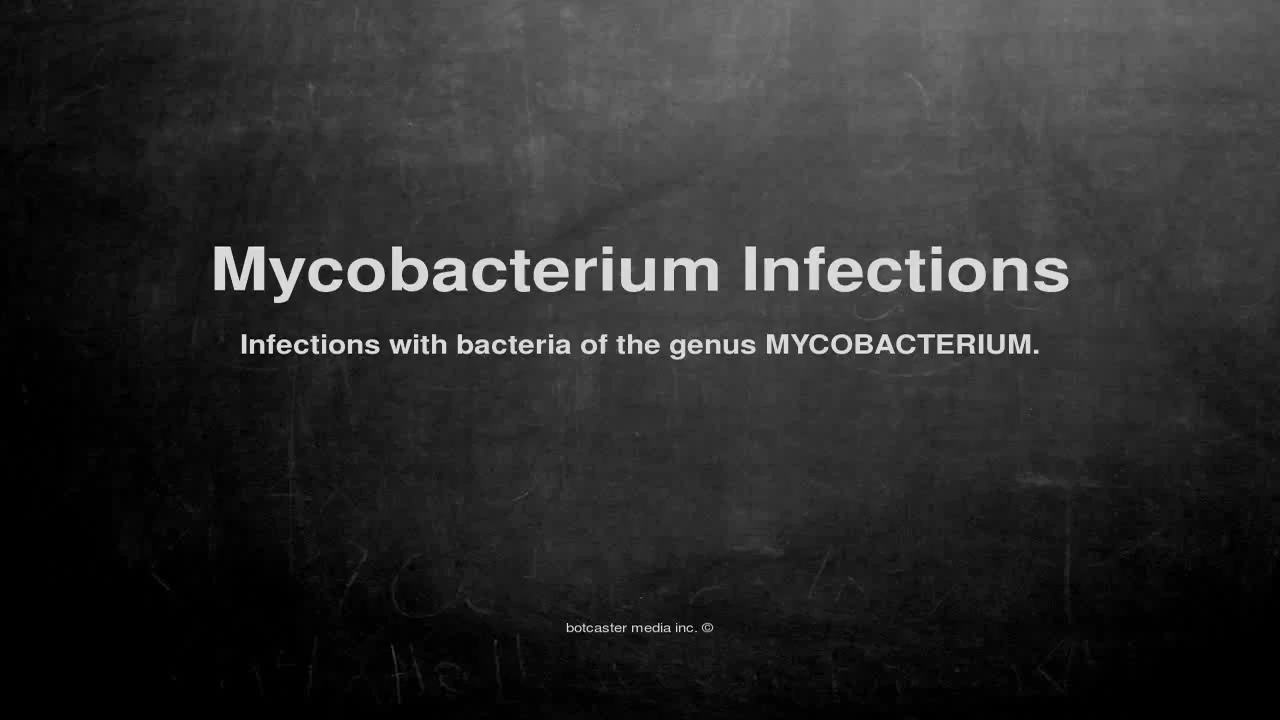 Mycobacterium Infections
Infections with bacteria of the genus MYCOBACTERIUM.
botcaster media inc. ©